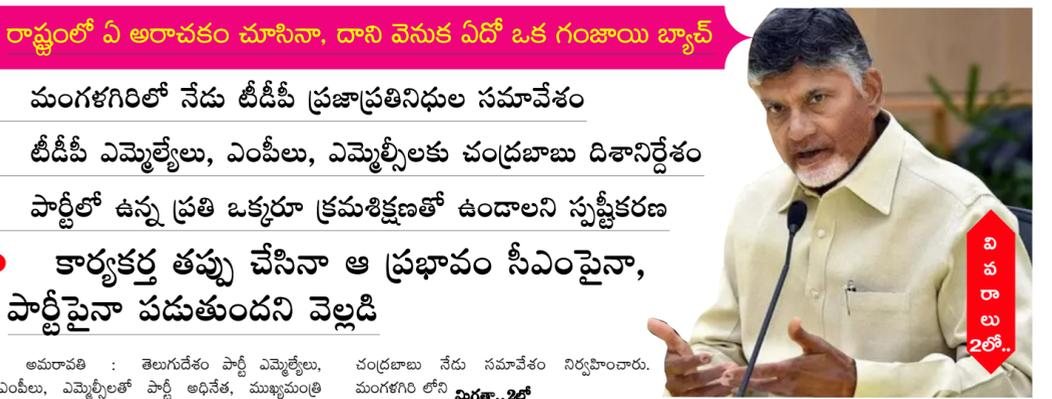 రాష్ట్రంలో ఏ అరాచకం చూసినా, దాని వెనుక ఏదో ఒక గంజాయి బ్యాచ్
మంగళగిరిలో నేడు టీడీపీ ప్రజాప్రతినిధుల సమావేశం
టీడీపీ ఎమ్మెల్యేలు, ఎంపీలు, ఎమ్మెల్సీలకు చంద్రబాబు దిశానిర్దేశం
పార్టీలో ఉన్న ప్రతి ఒక్కరూ క్రమశిక్షణతో ఉండాలని స్పష్టీకరణ
కార్యకర్త తప్పు చేసినా ఆ ప్రభావం సీఎంపైనా,
పార్టీపైనా పడుతుందని వెల్లడి
అమరావతి : తెలుగుదేశం పార్టీ ఎమ్మెల్యేలు,
ఎంపీలు, ఎమ్మెల్సీలతో పార్టీ అధినేత, ముఖ్యమంత్రి
చంద్రబాబు నేడు సమావేశం నిర్వహించారు.
మంగళగిరి లోని మిగతా..2లో
వి
వ
రా
లు
2లో..